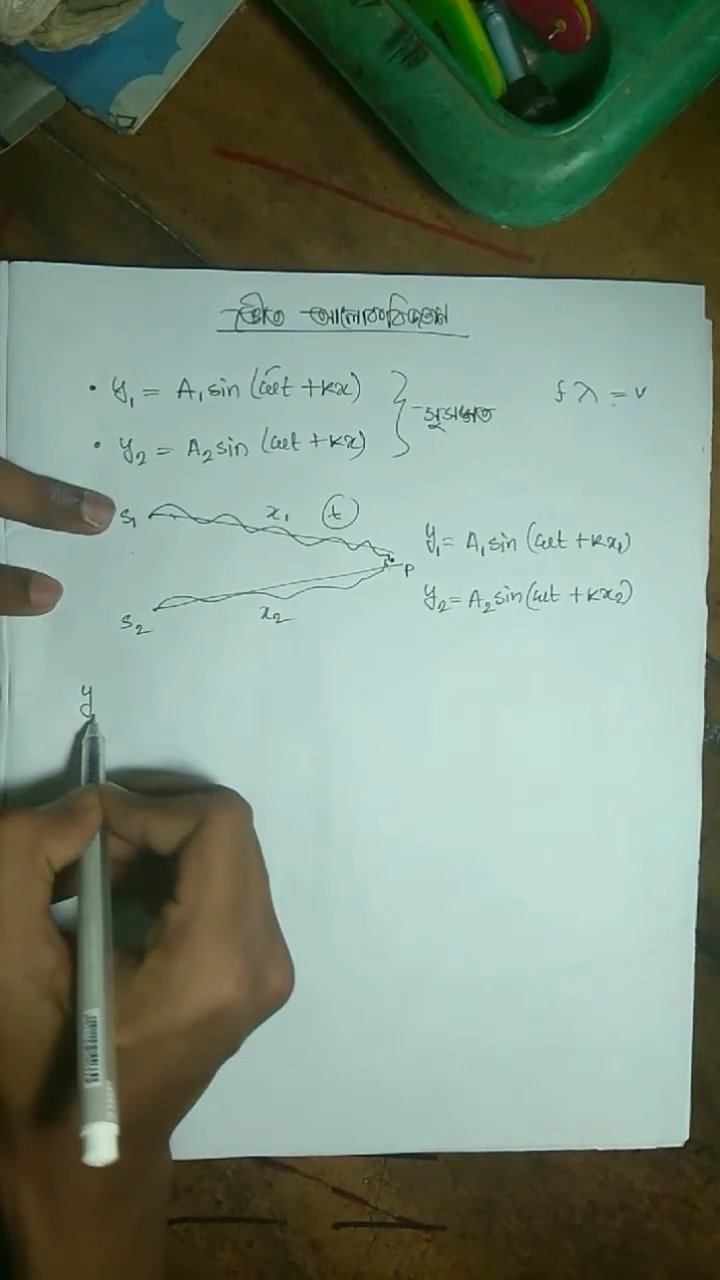 ভৌত আলোকবিজ্ঞান
• y₁ = A₁ sin (ωt + kx)
• y₂ = A₂ sin (ωt + kx)
সুসঙ্গত
fλ = v
S₁ x₁ t
P
S₂ x₂
y₁ = A₁ sin (ωt + kx₁)
y₂ = A₂ sin (ωt + kx₂)
y